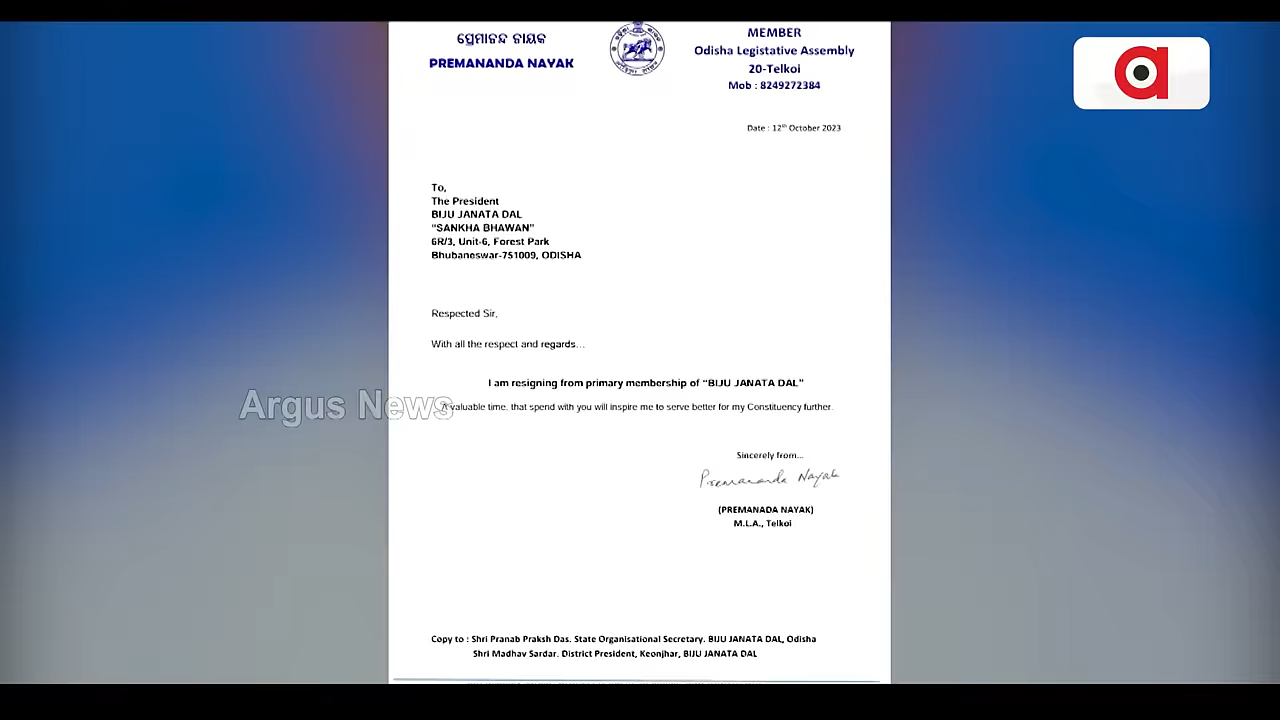 ପ୍ରେମାନନ୍ଦ ନାୟକ
PREMANANDA NAYAK
MEMBER
Odisha Legistative Assembly
20-Telkoi
Mob : 8249272384
Date : 12th October 2023
To,
The President
BIJU JANATA DAL
“SANKHA BHAWAN”
6R/3, Unit-6, Forest Park
Bhubaneswar-751009, ODISHA
Respected Sir,
With all the respect and regards...
I am resigning from primary membership of “BIJU JANATA DAL”
A valuable time. that spend with you will inspire me to serve better for my Constituency further.
Argus News
Sincerely from...
Premananda Nayak
(PREMANADA NAYAK)
M.L.A., Telkoi
Copy to : Shri Pranab Praksh Das. State Organisational Secretary. BIJU JANATA DAL, Odisha
Shri Madhav Sardar. District President, Keonjhar, BIJU JANATA DAL